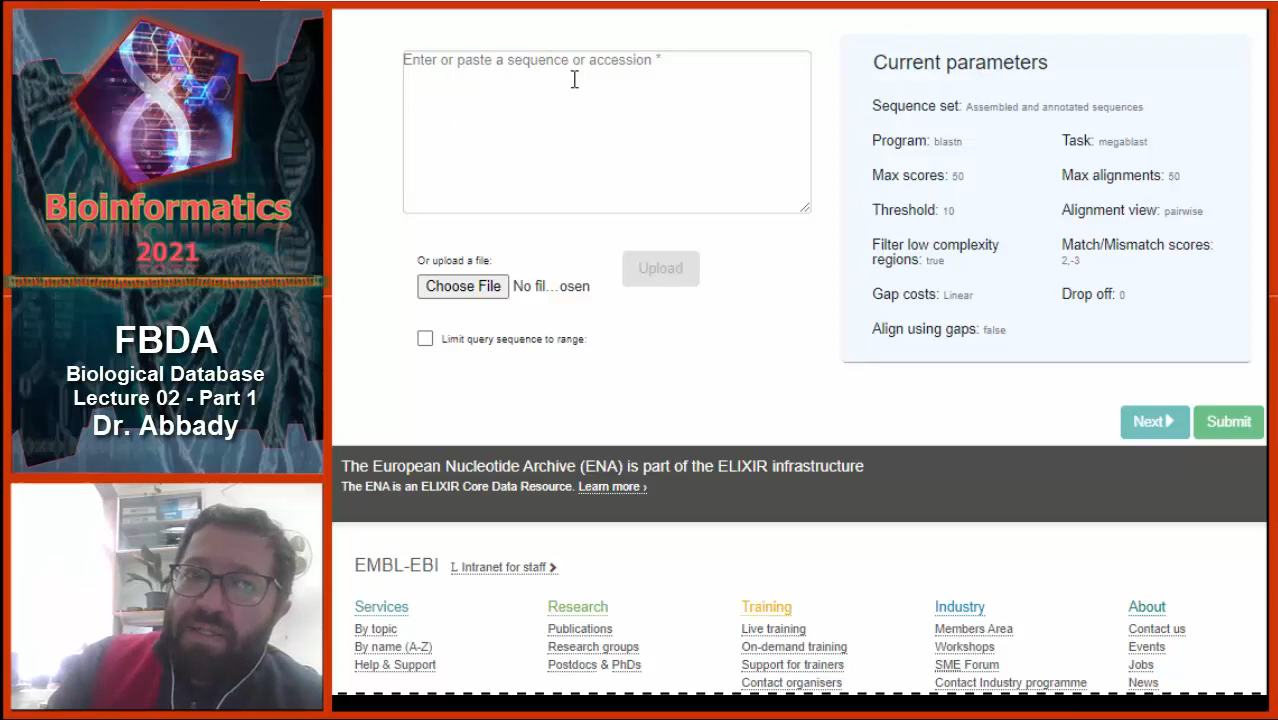 Bioinformatics
2021
FBDA
Biological Database
Lecture 02 - Part 1
Dr. Abbady
Enter or paste a sequence or accession *
Or upload a file:
Choose File No fil...osen
Upload
Limit query sequence to range:
Current parameters
Sequence set: Assembled and annotated sequences
Program: blastn Task: megablast
Max scores: 50 Max alignments: 50
Threshold: 10 Alignment view: pairwise
Filter low complexity
regions: true
Match/Mismatch scores:
2,-3
Gap costs: Linear Drop off: 0
Align using gaps: false
Next Submit
The European Nucleotide Archive (ENA) is part of the ELIXIR infrastructure
The ENA is an ELIXIR Core Data Resource. Learn more ›
EMBL-EBI Intranet for staff
Services
By topic
By name (A-Z)
Help & Support
Research
Publications
Research groups
Postdocs & PhDs
Training
Live training
On-demand training
Support for trainers
Contact organisers
Industry
Members Area
Workshops
SME Forum
Contact Industry programme
About
Contact us
Events
Jobs
News